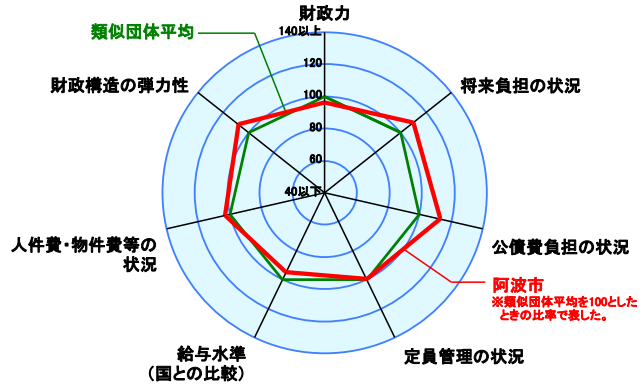 財政力
140以上
類似団体平均
120
財政構造の弾力性
将来負担の状況
100
80
60
40以下
人件費・物件費等の
状況
公債費負担の状況
阿波市
※類似団体平均を100とした
ときの比率で表した。
給与水準
（国との比較）
定員管理の状況